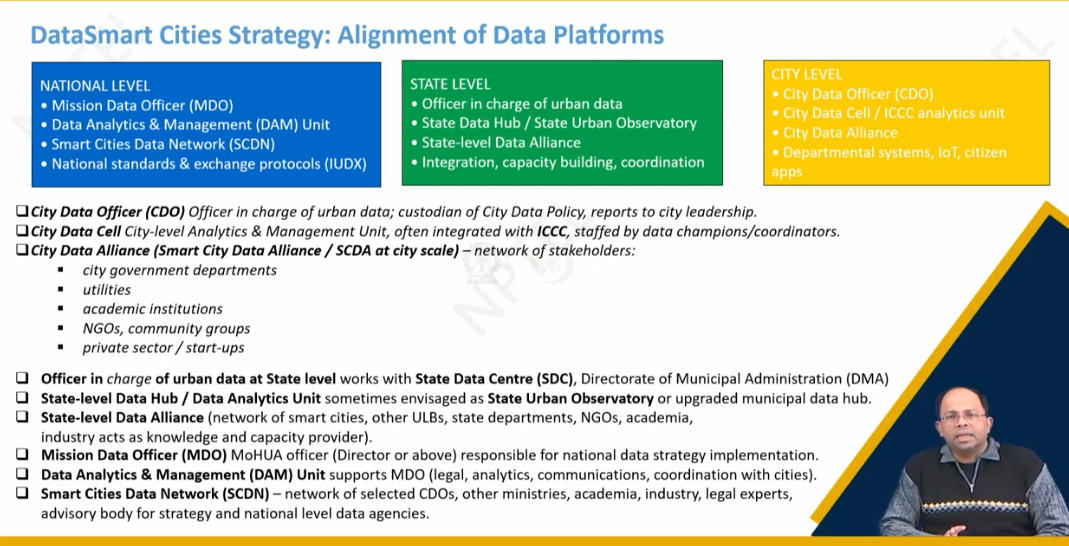 DataSmart Cities Strategy: Alignment of Data Platforms
NATIONAL LEVEL
• Mission Data Officer (MDO)
• Data Analytics & Management (DAM) Unit
• Smart Cities Data Network (SCDN)
• National standards & exchange protocols (IUDX)
STATE LEVEL
• Officer in charge of urban data
• State Data Hub / State Urban Observatory
• State-level Data Alliance
• Integration, capacity building, coordination
CITY LEVEL
• City Data Officer (CDO)
• City Data Cell / ICCC analytics unit
• City Data Alliance
• Departmental systems, IoT, citizen
apps
❑City Data Officer (CDO) Officer in charge of urban data; custodian of City Data Policy, reports to city leadership.
❑City Data Cell City-level Analytics & Management Unit, often integrated with ICCC, staffed by data champions/coordinators.
❑City Data Alliance (Smart City Data Alliance / SCDA at city scale) – network of stakeholders:
▪ city government departments
▪ utilities
▪ academic institutions
▪ NGOs, community groups
▪ private sector / start-ups
❑ Officer in charge of urban data at State level works with State Data Centre (SDC), Directorate of Municipal Administration (DMA)
❑ State-level Data Hub / Data Analytics Unit sometimes envisaged as State Urban Observatory or upgraded municipal data hub.
❑ State-level Data Alliance (network of smart cities, other ULBs, state departments, NGOs, academia,
industry acts as knowledge and capacity provider).
❑ Mission Data Officer (MDO) MoHUA officer (Director or above) responsible for national data strategy implementation.
❑ Data Analytics & Management (DAM) Unit supports MDO (legal, analytics, communications, coordination with cities).
❑ Smart Cities Data Network (SCDN) – network of selected CDOs, other ministries, academia, industry, legal experts,
advisory body for strategy and national level data agencies.